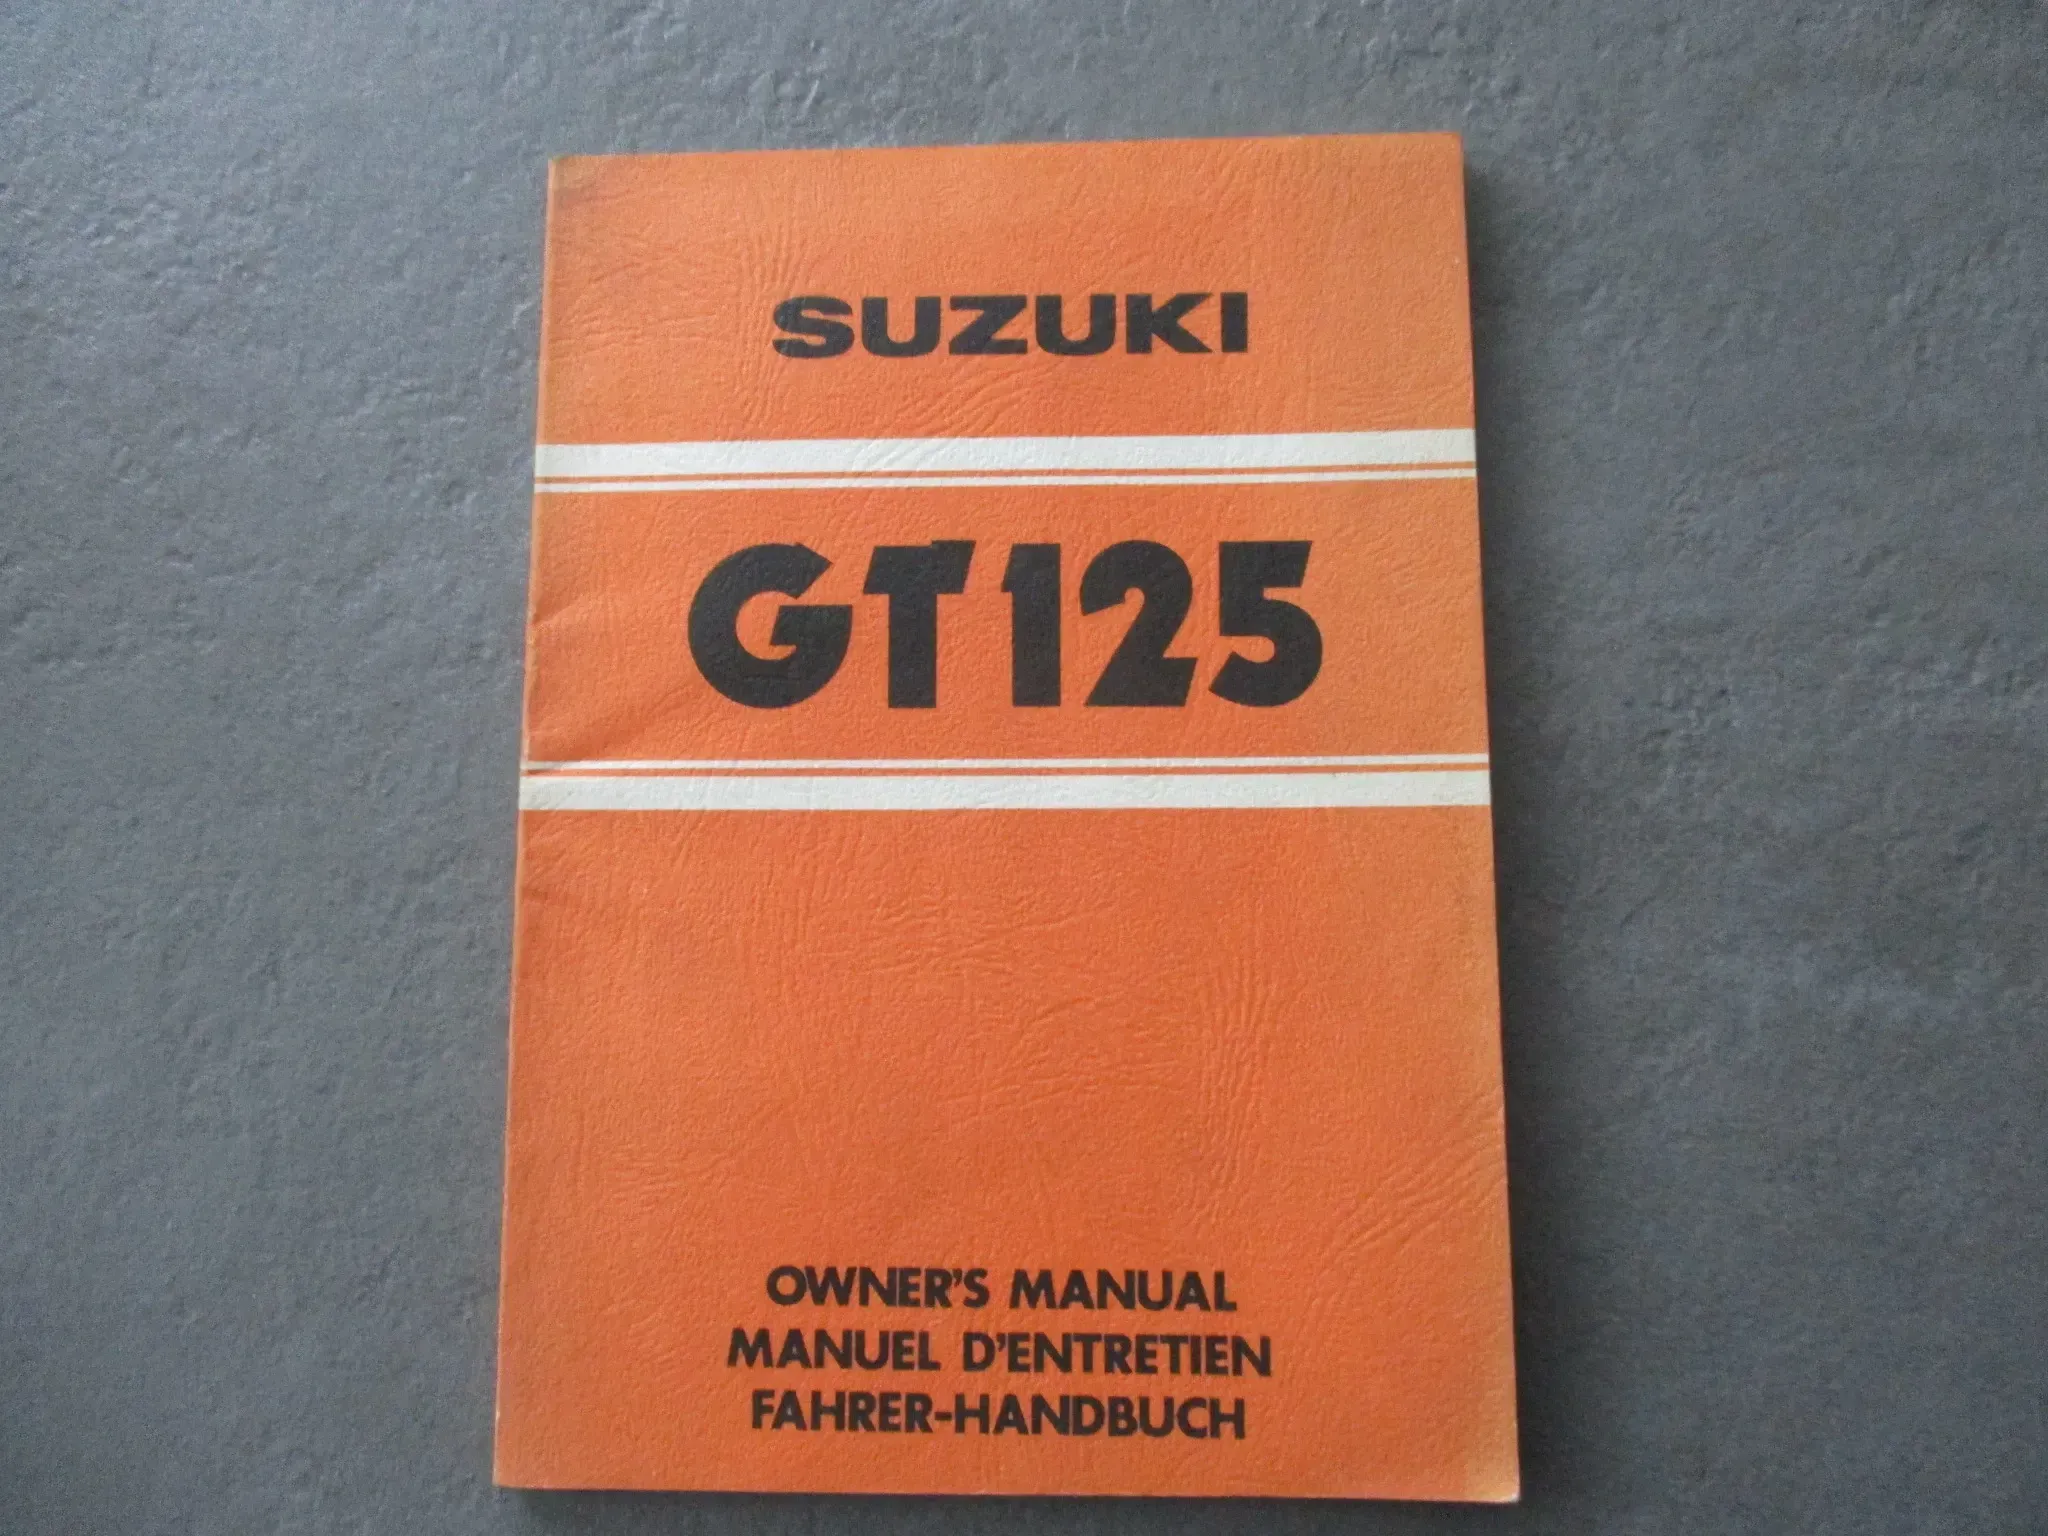 SUZUKI
GT125
OWNER'S MANUAL
MANUEL D'ENTRETIEN
FAHRER-HANDBUCH